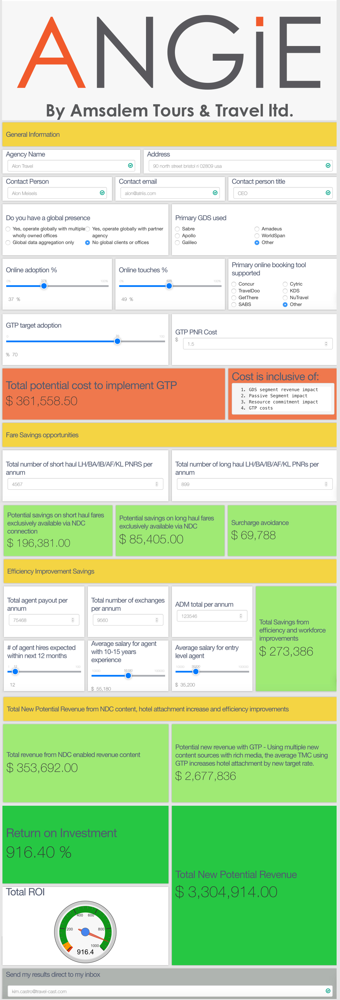 ANGiE
By Amsalem Tours & Travel ltd.
General Information
Agency Name
Alon Travel
Address
90 north street bristol ri 02809 usa
Contact Person
Alon Meisels
Contact email
alon@atriis.com
Contact person title
CEO
Do you have a global presence
Yes, operate globally with multiple
wholly owned offices
Yes, operate globally with partner
agency
Global data aggregation only
No global clients or offices
Primary GDS used
Sabre
Amadeus
Apollo
WorldSpan
Galileo
Other
Online adoption %
0%
37%
100%
37 %
Online touches %
0%
49%
100%
49 %
Primary online booking tool
supported
Concur
Cytric
TravelDoo
KDS
GetThere
NuTravel
SABS
Other
GTP target adoption
0
70
100
% 70
GTP PNR Cost
$
1.5
Total potential cost to implement GTP
$ 361,558.50
Cost is inclusive of:
1. GDS segment revenue impact
2. Passive Segment impact
3. Resource commitment impact
4. GTP costs
Fare Savings opportunities
Total number of short haul LH/BA/IB/AF/KL PNRS per
annum
4567
Total number of long haul LH/BA/IB/AF/KL PNRs per
annum
899
Potential savings on short haul fares
exclusively available via NDC
connection
$ 196,381.00
Potential savings on long haul fares
exclusively available via NDC
$ 85,405.00
Surcharge avoidance
$ 69,788
Efficiency Improvement Savings
Total agent payout per
annum
75468
Total number of exchanges
per annum
9560
ADM total per annum
123546
Total Savings from
efficiency and workforce
improvements
$ 273,386
# of agent hires expected
within next 12 months
1
12
100
12
Average salary for agent
with 10-15 years
experience
10000
55180
100000
$ 55,180
Average salary for entry
level agent
10000
35200
100000
$ 35,200
Total New Potential Revenue from NDC content, hotel attachment increase and efficiency improvements
Total revenue from NDC enabled revenue content
$ 353,692.00
Potential new revenue with GTP - Using multiple new
content sources with rich media, the average TMC using
GTP increases hotel attachment by new target rate.
$ 2,677,836
Return on Investment
916.40 %
Total New Potential Revenue
$ 3,304,914.00
Total ROI
400
600
200
800
1000
916.4
Send my results direct to my inbox
kim.castro@travel-cast.com